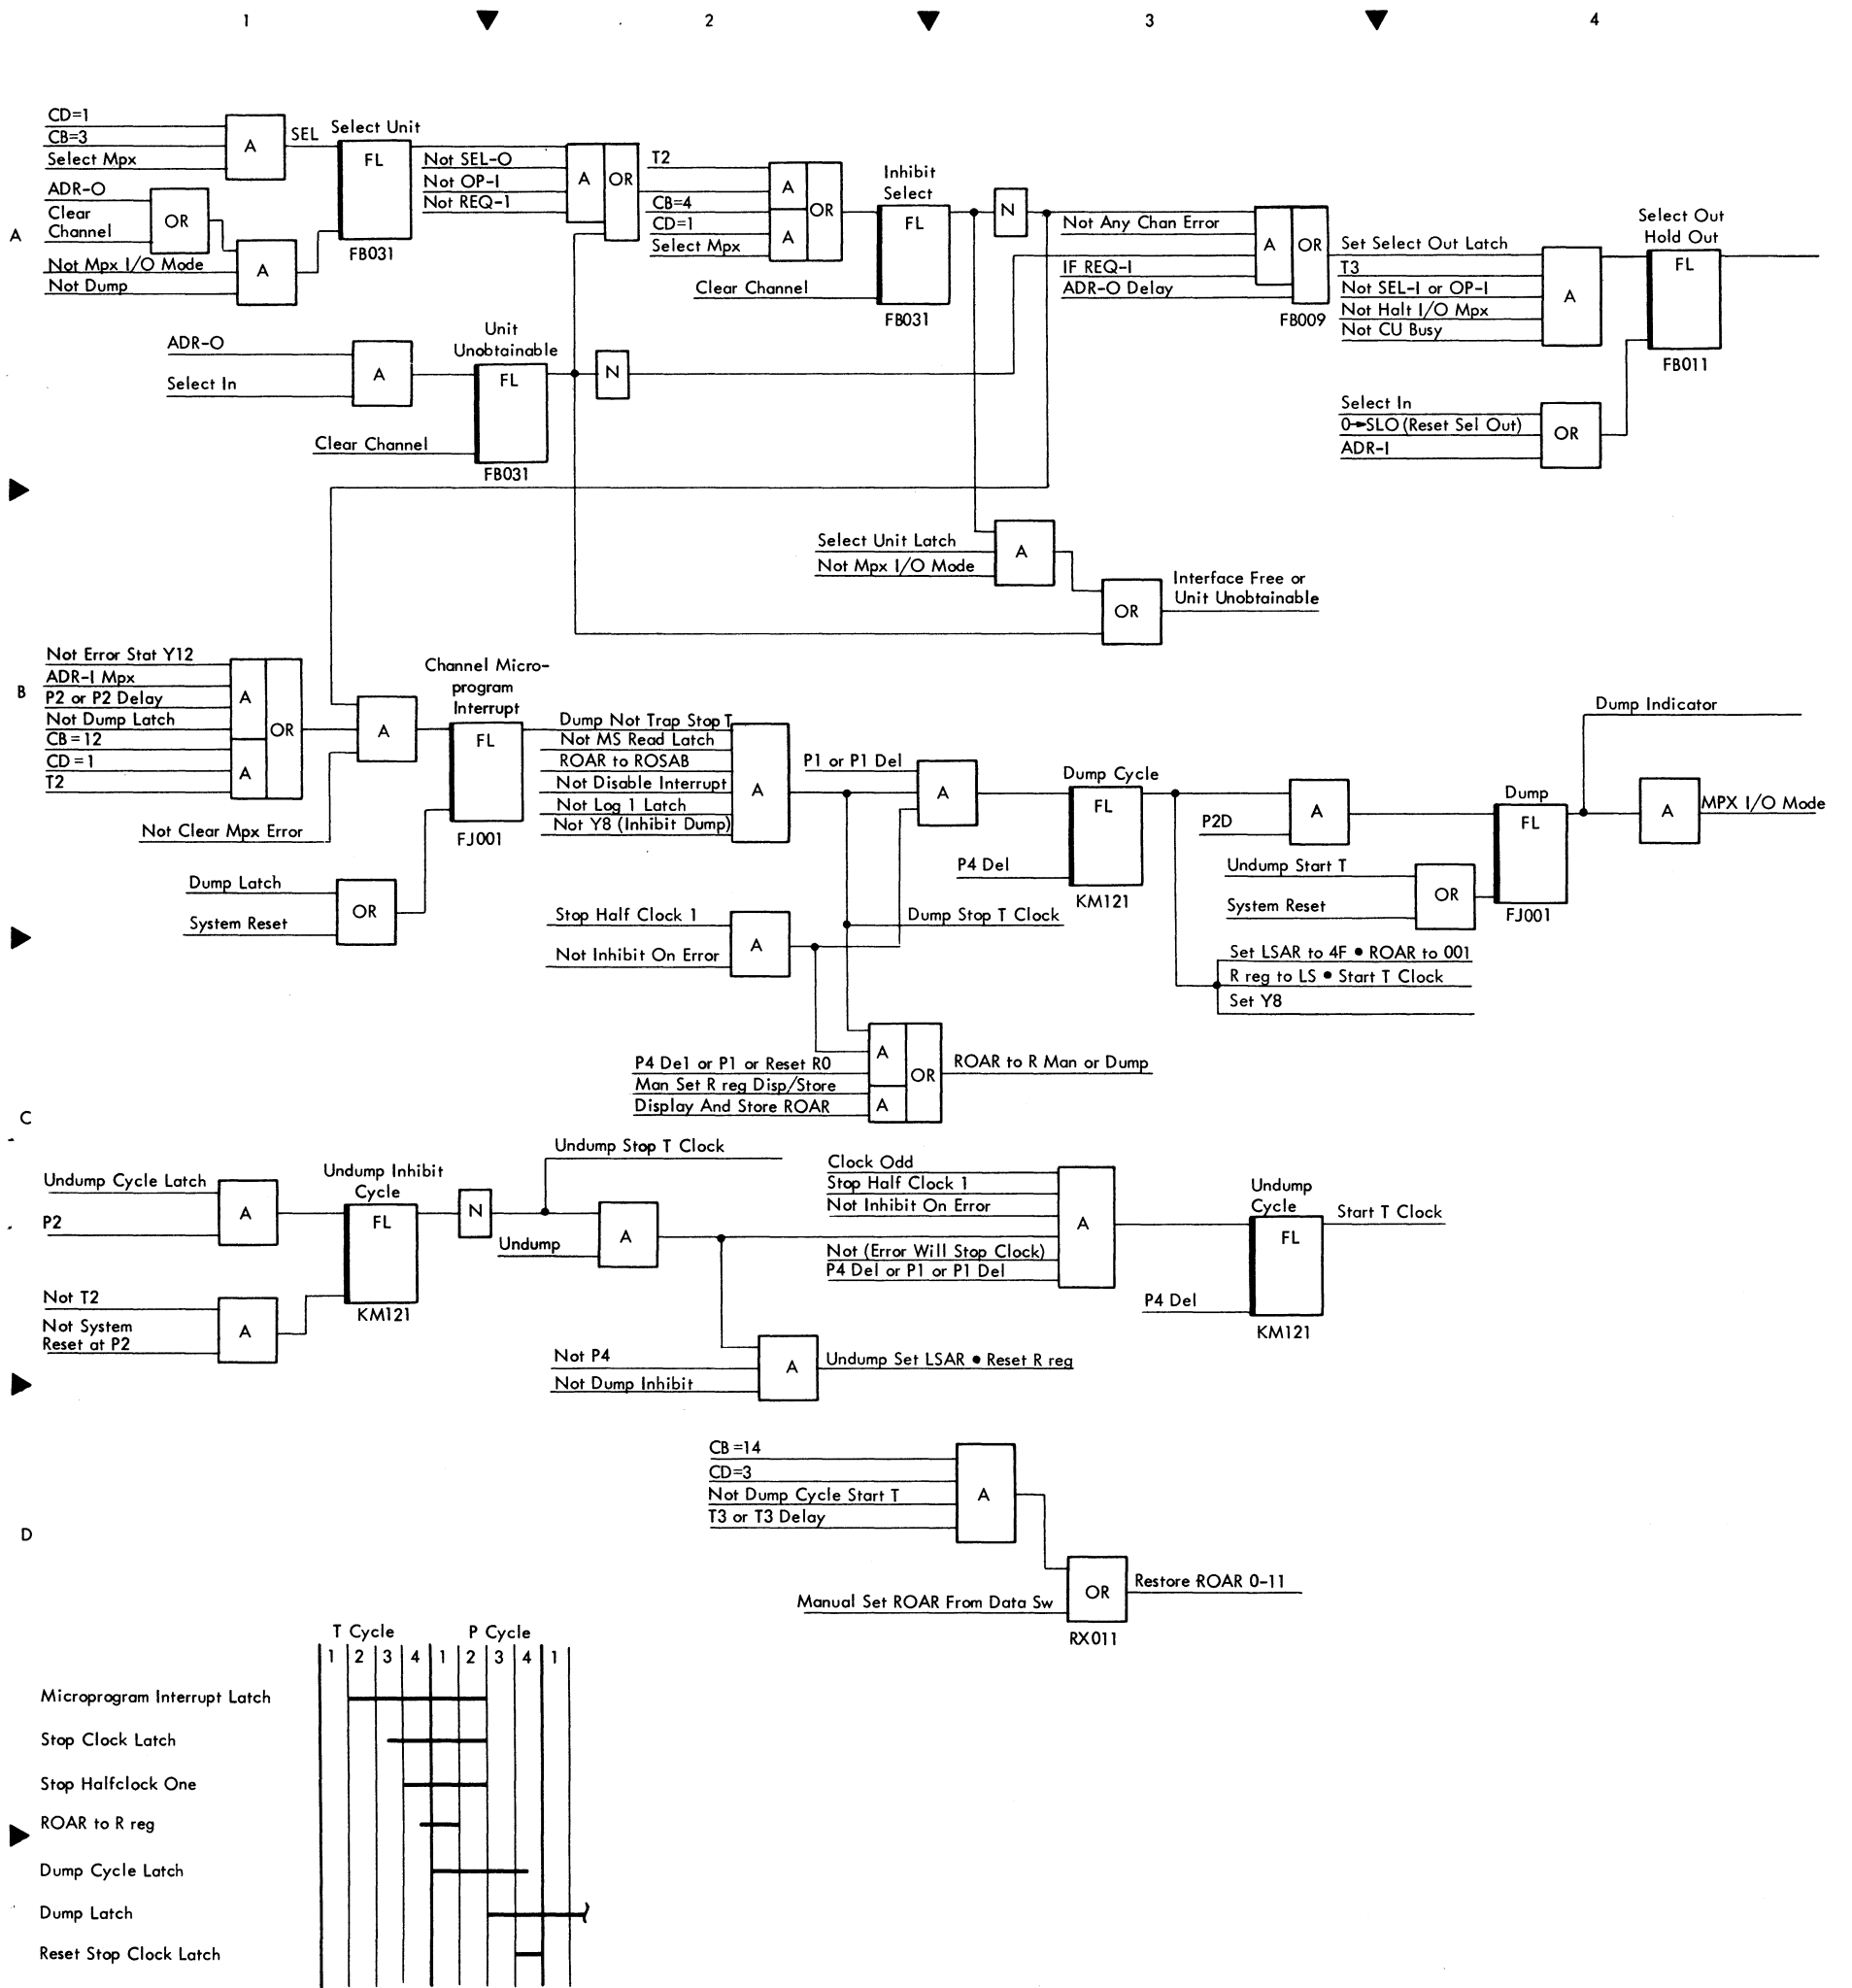 1 2 3 4
CD=1
CB=3
Select Mpx
A
SEL
Select Unit
FL
FB031
ADR-O
Clear
Channel
OR
Not Mpx I/O Mode
Not Dump
A
Not SEL-O
Not OP-I
Not REQ-1
A OR
T2
CB=4
CD=1
Select Mpx
A
A
OR
Clear Channel
Inhibit
Select
FL
FB031
N
Not Any Chan Error
IF REQ-I
ADR-O Delay
A OR
FB009
Set Select Out Latch
T3
Not SEL-I or OP-I
Not Halt I/O Mpx
Not CU Busy
A
Select Out
Hold Out
FL
FB011
Select In
0→SLO (Reset Sel Out)
ADR-I
OR
A
ADR-O
Select In
A
Unit
Unobtainable
FL
FB031
Clear Channel
N
Select Unit Latch
Not Mpx I/O Mode
A
OR
Interface Free or
Unit Unobtainable
B
Not Error Stat Y12
ADR-I Mpx
P2 or P2 Delay
Not Dump Latch
CB=12
CD=1
T2
A
A
OR
A
Not Clear Mpx Error
Channel Micro-
program
Interrupt
FL
FJ001
Dump Latch
System Reset
OR
Dump Not Trap Stop T
Not MS Read Latch
ROAR to ROSAB
Not Disable Interrupt
Not Log 1 Latch
Not Y8 (Inhibit Dump)
A
P1 or P1 Del
A
P4 Del
Dump Cycle
FL
KM121
P2D
A
Undump Start T
System Reset
OR
Dump
FL
FJ001
Dump Indicator
A
MPX I/O Mode
Stop Half Clock 1
Not Inhibit On Error
A
Dump Stop T Clock
Set LSAR to 4F • ROAR to 001
R reg to LS • Start T Clock
Set Y8
P4 Del or P1 or Reset R0
Man Set R reg Disp/Store
Display And Store ROAR
A
A
OR
ROAR to R Man or Dump
C
Undump Cycle Latch
P2
A
Undump Inhibit
Cycle
FL
KM121
Not T2
Not System
Reset at P2
A
N
Undump Stop T Clock
Undump
A
Clock Odd
Stop Half Clock 1
Not Inhibit On Error
Not (Error Will Stop Clock)
P4 Del or P1 or P1 Del
A
P4 Del
Undump
Cycle
FL
KM121
Start T Clock
Not P4
Not Dump Inhibit
A
Undump Set LSAR • Reset R reg
D
CB=14
CD=3
Not Dump Cycle Start T
T3 or T3 Delay
A
Manual Set ROAR From Data Sw
OR
RX011
Restore ROAR 0-11
T Cycle P Cycle
1 2 3 4 1 2 3 4 1
Microprogram Interrupt Latch
Stop Clock Latch
Stop Halfclock One
ROAR to R reg
Dump Cycle Latch
Dump Latch
Reset Stop Clock Latch